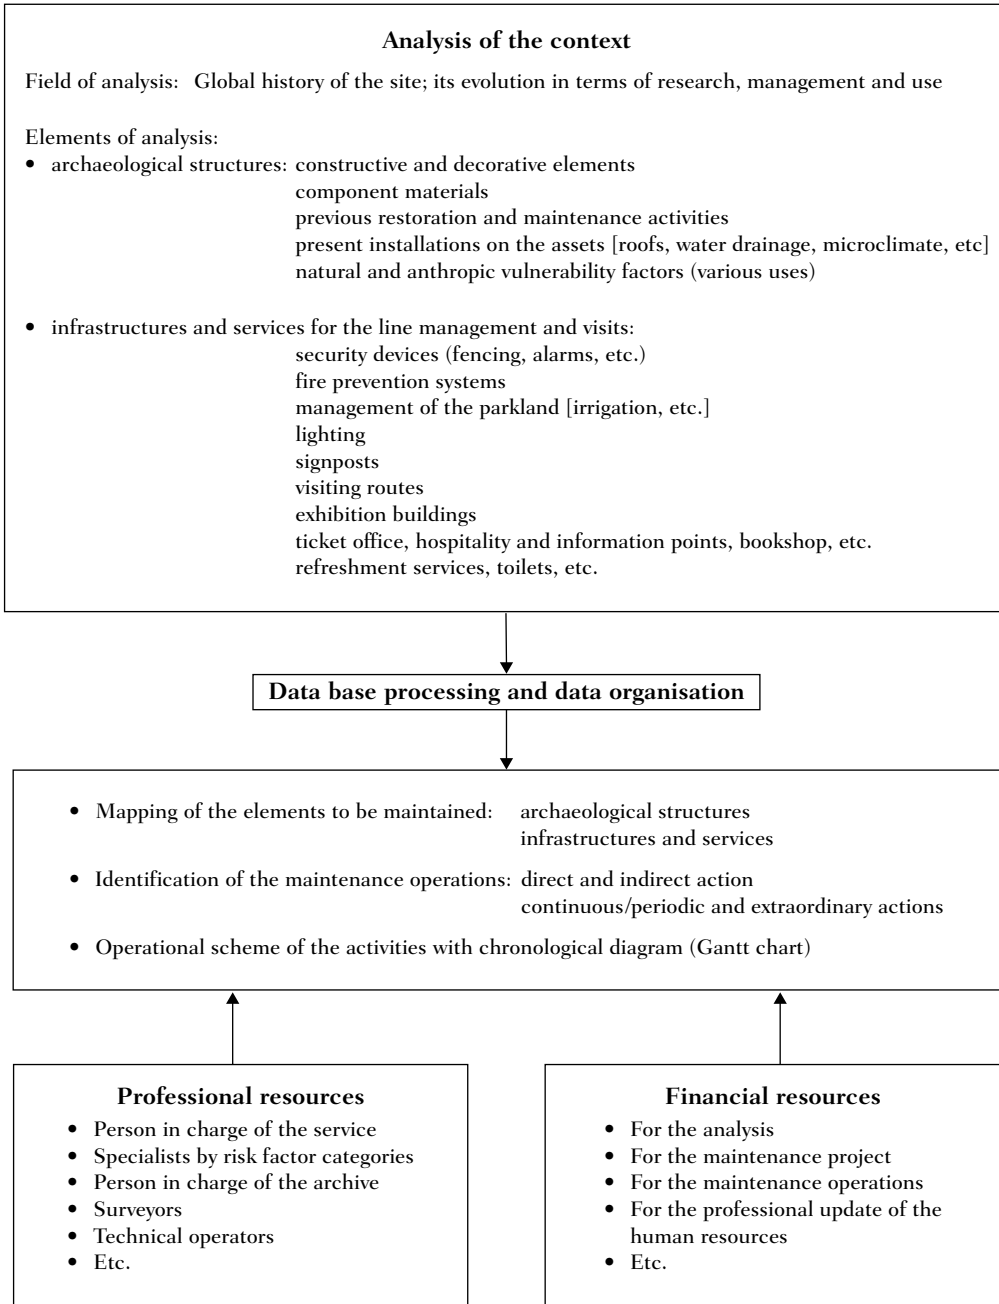 Analysis of the context
Field of analysis: Global history of the site; its evolution in terms of research, management and use
Elements of analysis:
• archaeological structures: constructive and decorative elements
component materials
previous restoration and maintenance activities
present installations on the assets [roofs, water drainage, microclimate, etc]
natural and anthropic vulnerability factors (various uses)
• infrastructures and services for the line management and visits:
security devices (fencing, alarms, etc.)
fire prevention systems
management of the parkland [irrigation, etc.]
lighting
signposts
visiting routes
exhibition buildings
ticket office, hospitality and information points, bookshop, etc.
refreshment services, toilets, etc.
Data base processing and data organisation
• Mapping of the elements to be maintained: archaeological structures
infrastructures and services
• Identification of the maintenance operations: direct and indirect action
continuous/periodic and extraordinary actions
• Operational scheme of the activities with chronological diagram (Gantt chart)
Professional resources
• Person in charge of the service
• Specialists by risk factor categories
• Person in charge of the archive
• Surveyors
• Technical operators
• Etc.
Financial resources
• For the analysis
• For the maintenance project
• For the maintenance operations
• For the professional update of the
human resources
• Etc.